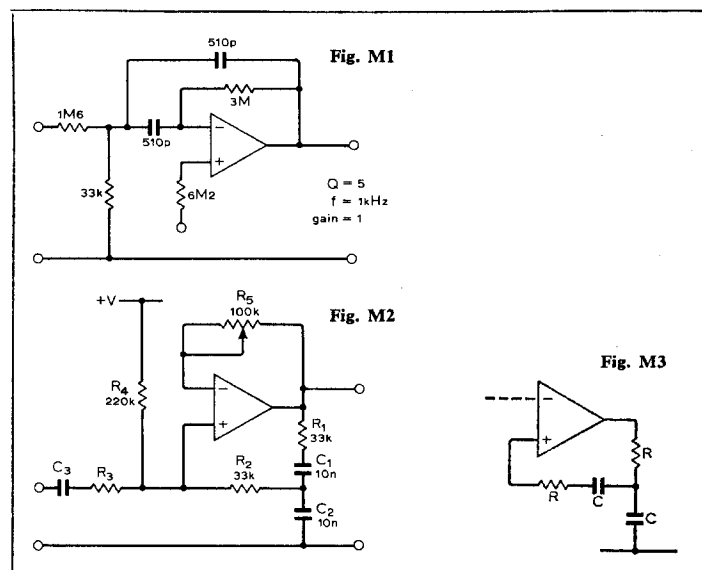 Fig. M1
510p
3M
1M6
510p
−
+
33k
6M2
Q = 5
f = 1kHz
gain = 1
Fig. M2
+V
R5
100k
R4
220k
−
+
R1
33k
C1
10n
C3
R3
R2
33k
C2
10n
Fig. M3
−
+
R
R
C
C